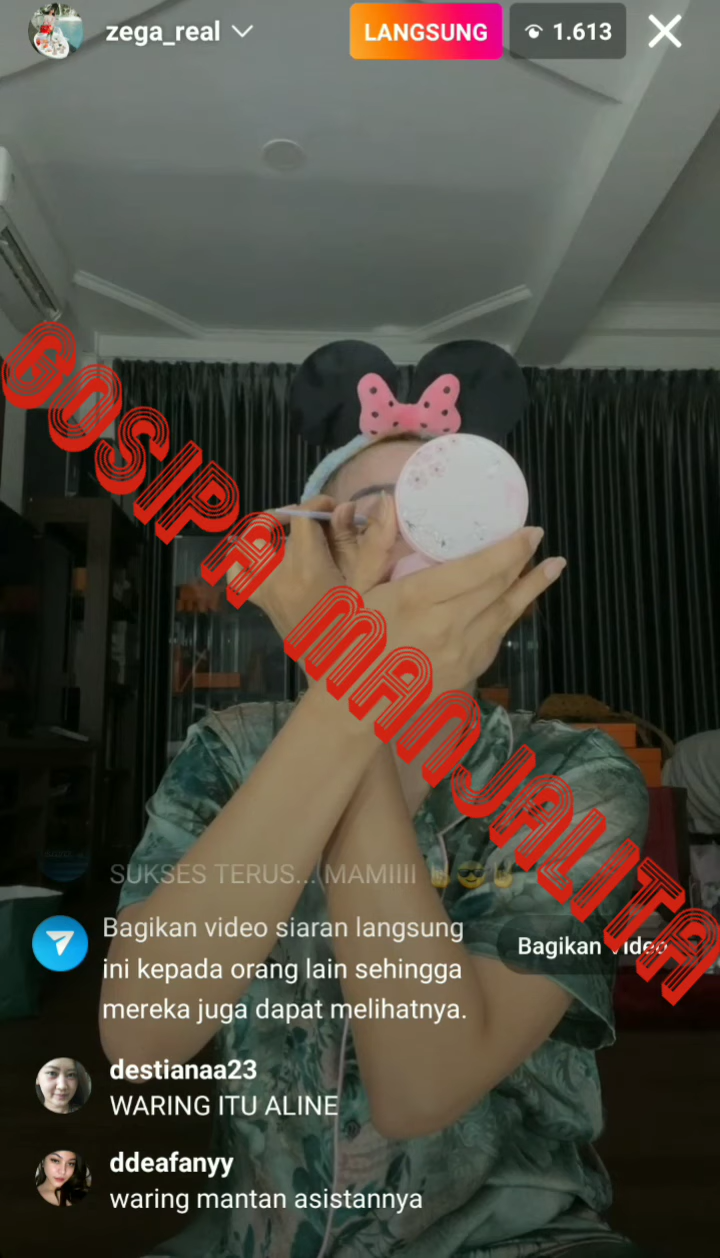 zega_real
LANGSUNG
1.613
GOSIPA MANJALITA
SUKSES TERUS... MAMIIII 🤘😎🤘
Bagikan video siaran langsung
ini kepada orang lain sehingga
mereka juga dapat melihatnya.
Bagikan video
destianaa23
WARING ITU ALINE
ddeafanyy
waring mantan asistannya